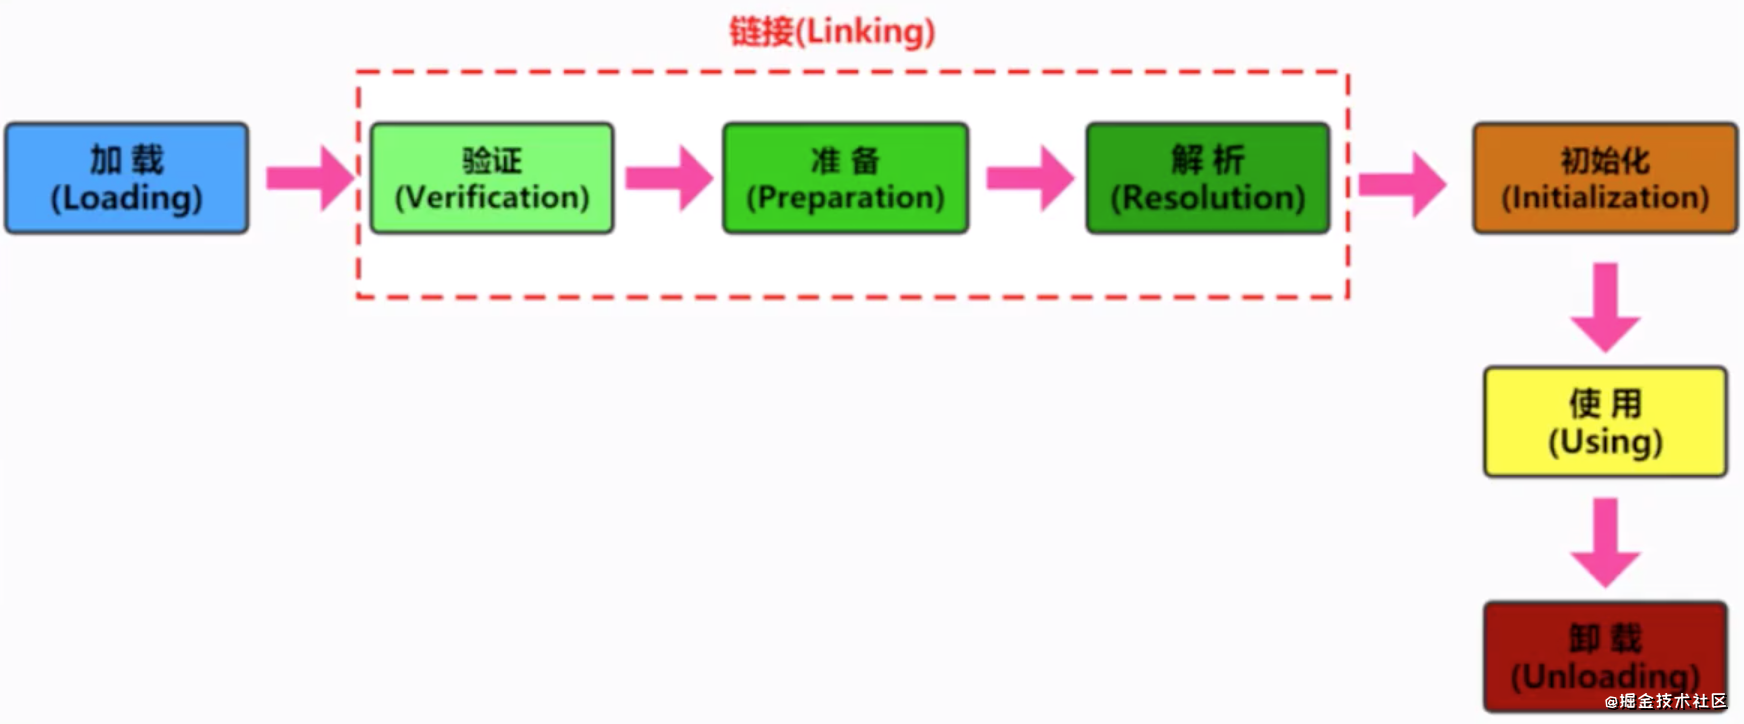 链接(Linking)
加载
(Loading)
验证
(Verification)
准备
(Preparation)
解析
(Resolution)
初始化
(Initialization)
使用
(Using)
卸载
(Unloading)
@掘金技术社区